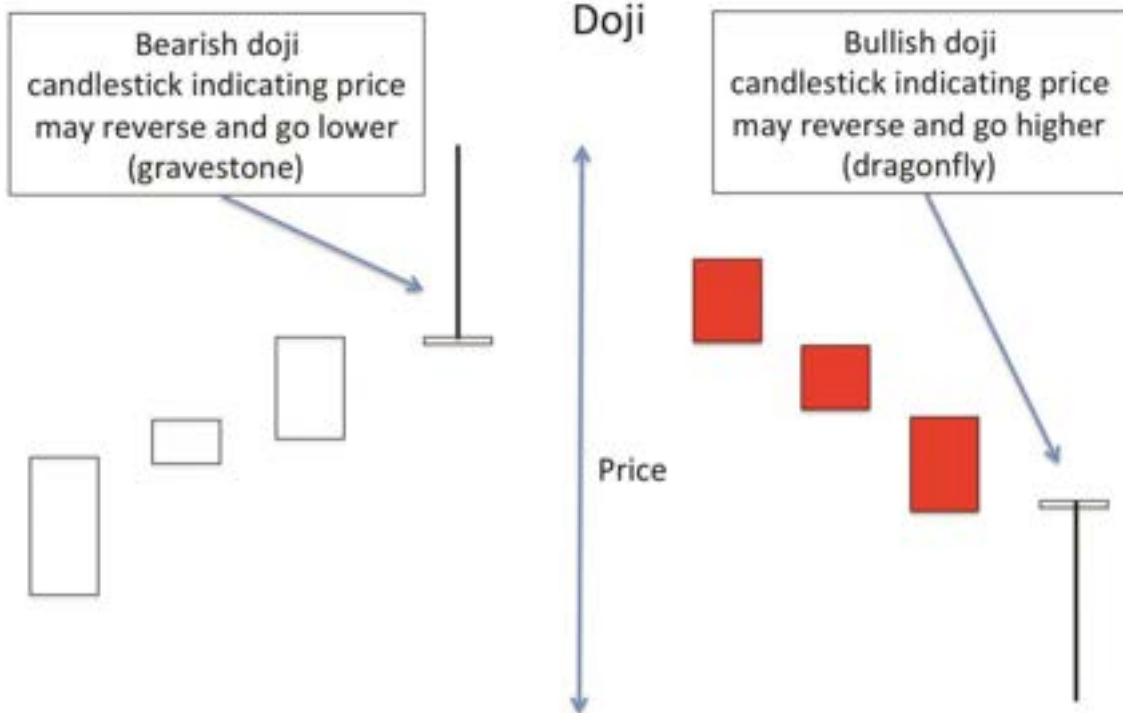 Doji
Bearish doji
candlestick indicating price
may reverse and go lower
(gravestone)
Bullish doji
candlestick indicating price
may reverse and go higher
(dragonfly)
Price